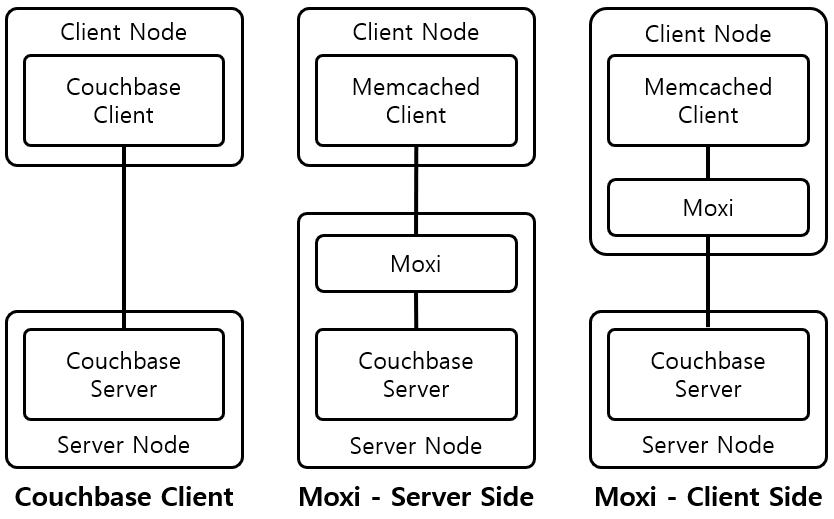 Client Node
Couchbase
Client
Couchbase
Server
Server Node
Couchbase Client
Client Node
Memcached
Client
Moxi
Couchbase
Server
Server Node
Moxi - Server Side
Client Node
Memcached
Client
Moxi
Couchbase
Server
Server Node
Moxi - Client Side